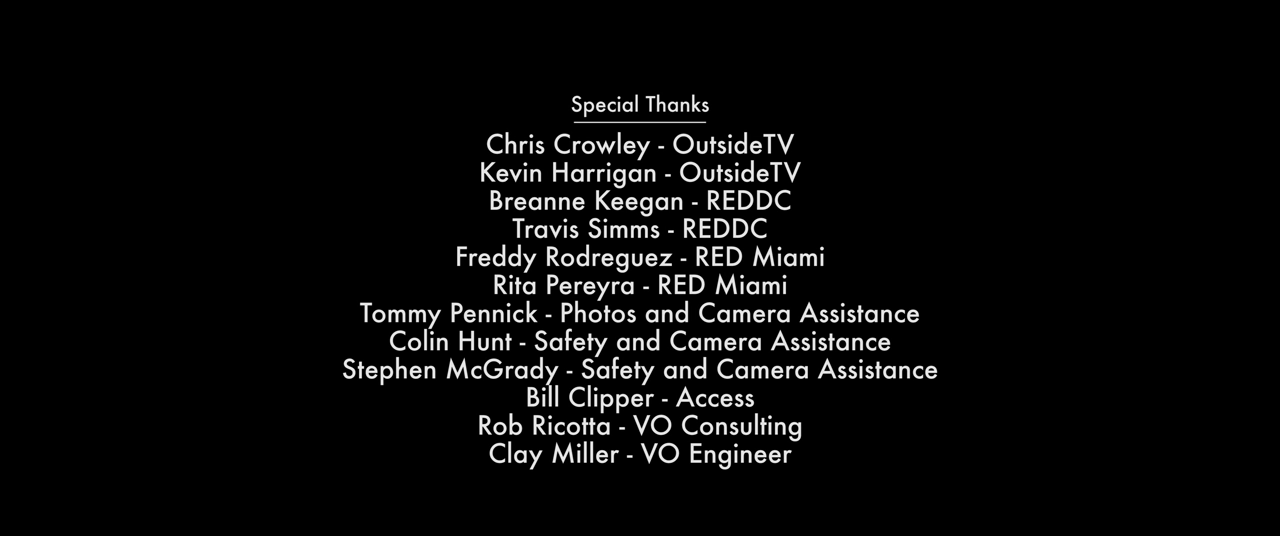 Special Thanks
Chris Crowley - OutsideTV
Kevin Harrigan - OutsideTV
Breanne Keegan - REDDC
Travis Simms - REDDC
Freddy Rodreguez - RED Miami
Rita Pereyra - RED Miami
Tommy Pennick - Photos and Camera Assistance
Colin Hunt - Safety and Camera Assistance
Stephen McGrady - Safety and Camera Assistance
Bill Clipper - Access
Rob Ricotta - VO Consulting
Clay Miller - VO Engineer